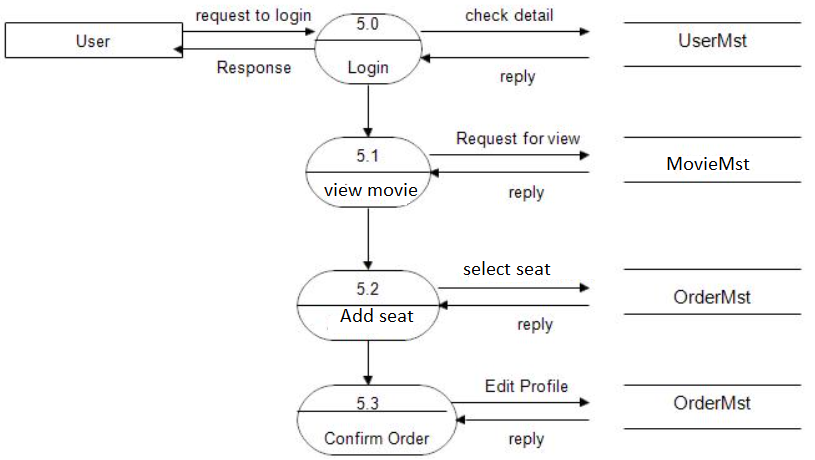 request to login
5.0
check detail
User
UserMst
Response
Login
reply
5.1
Request for view
MovieMst
view movie
reply
5.2
select seat
OrderMst
Add seat
reply
5.3
Edit Profile
OrderMst
Confirm Order
reply